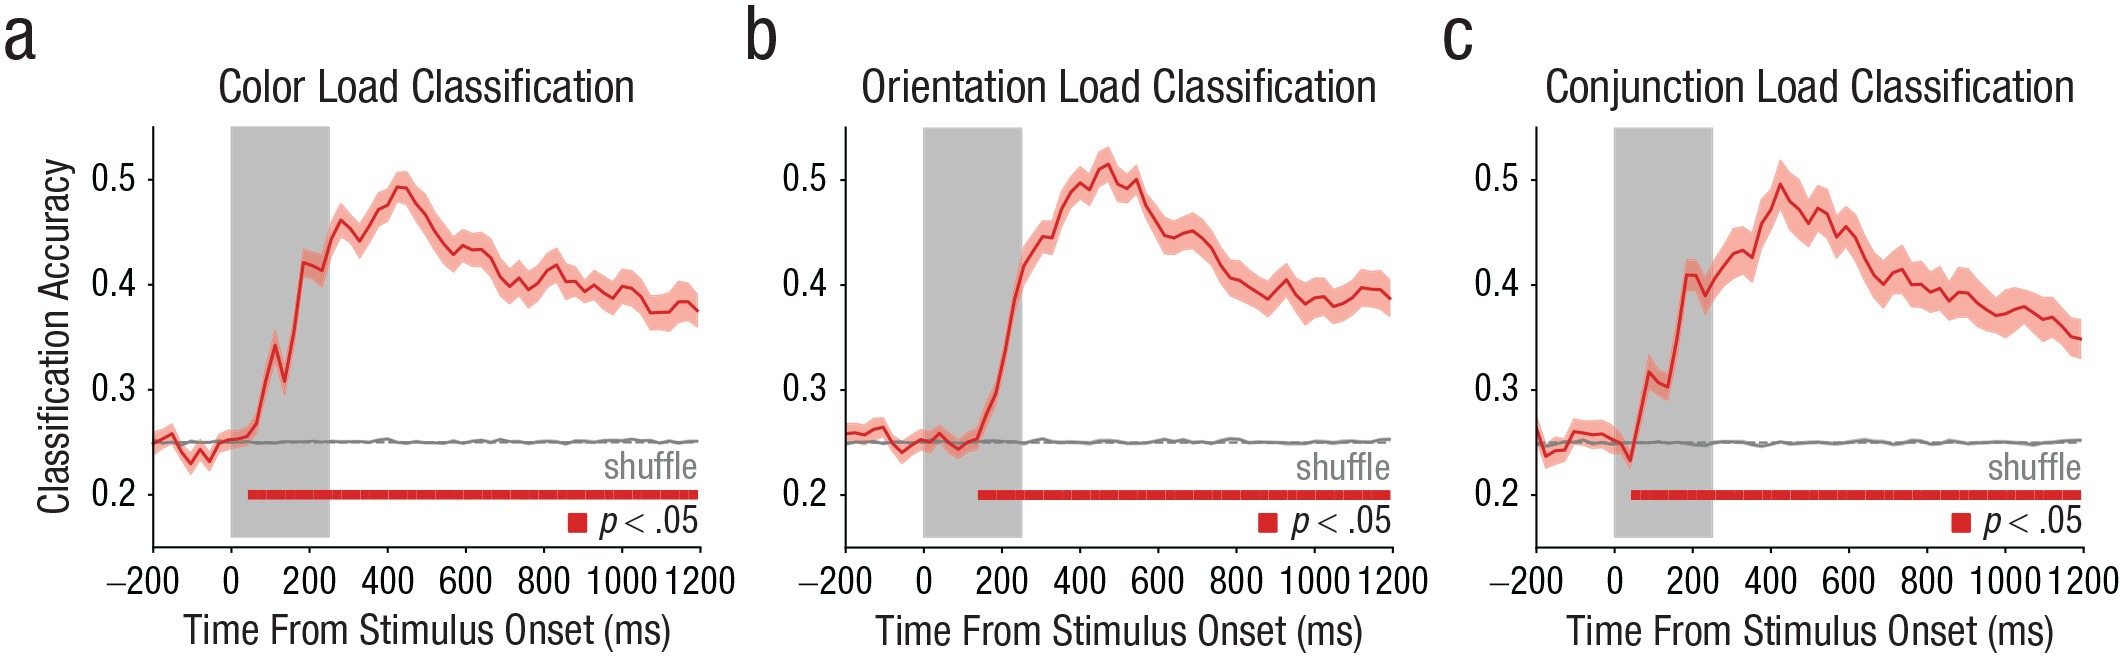 a
Color Load Classification
Classification Accuracy
0.5
0.4
0.3
0.2
shuffle
p < .05
–200 0 200 400 600 800 1000 1200
Time From Stimulus Onset (ms)
b
Orientation Load Classification
0.5
0.4
0.3
0.2
shuffle
p < .05
–200 0 200 400 600 800 1000 1200
Time From Stimulus Onset (ms)
c
Conjunction Load Classification
0.5
0.4
0.3
0.2
shuffle
p < .05
–200 0 200 400 600 800 1000 1200
Time From Stimulus Onset (ms)